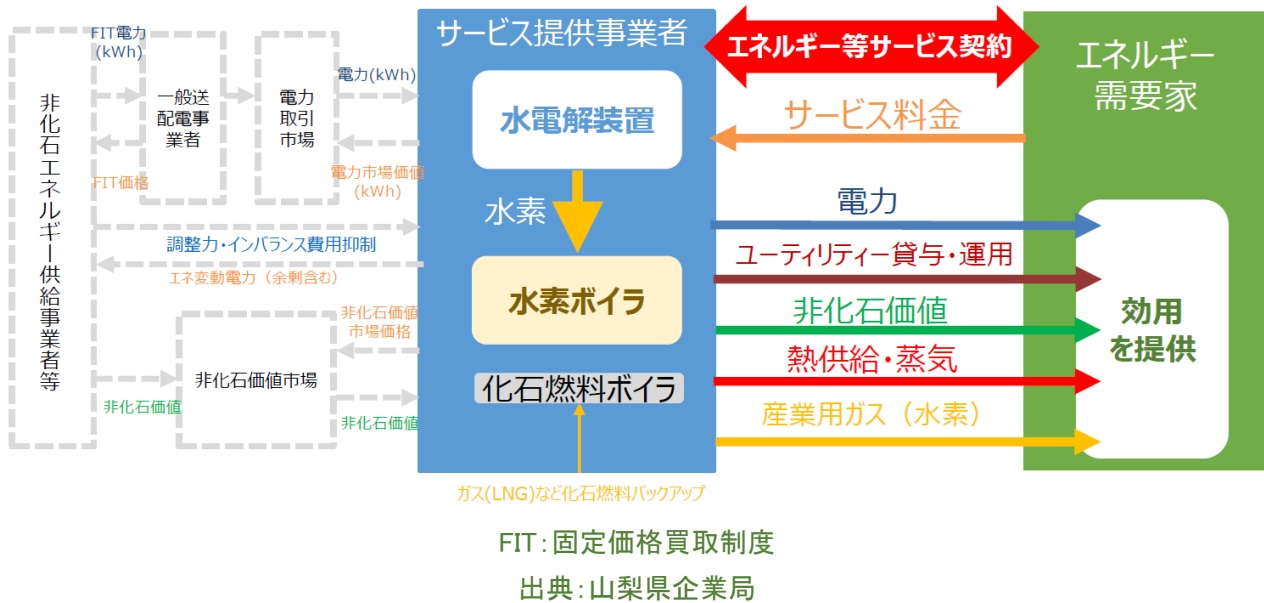 非化石エネルギー供給事業者等
FIT電力
(kWh)
一般送
配電事
業者
電力
取引
市場
電力(kWh)
FIT価格
電力市場価値
(kWh)
調整力・インバランス費用抑制
エネ変動電力（余剰含む）
非化石価値
市場価格
非化石価値市場
非化石価値
非化石価値
サービス提供事業者
水電解装置
水素
水素ボイラ
化石燃料ボイラ
ガス(LNG)など化石燃料バックアップ
エネルギー等サービス契約
サービス料金
電力
ユーティリティー貸与・運用
非化石価値
熱供給・蒸気
産業用ガス（水素）
エネルギー
需要家
効用
を提供
FIT：固定価格買取制度
出典：山梨県企業局